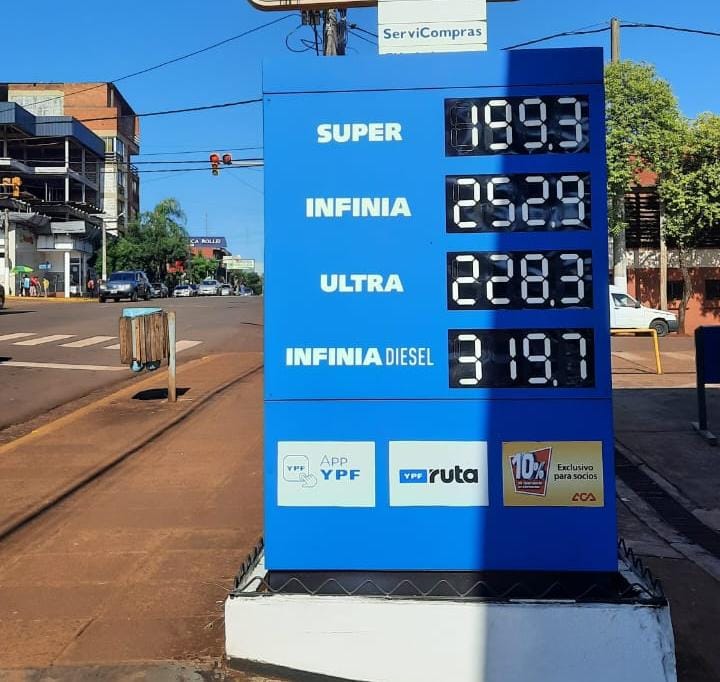 ServiCompras
SUPER 199.3
INFINIA 252.9
ULTRA 228.3
INFINIA DIESEL 319.7
YPF APP YPF
YPF ruta
10% Exclusivo para socios
ACA